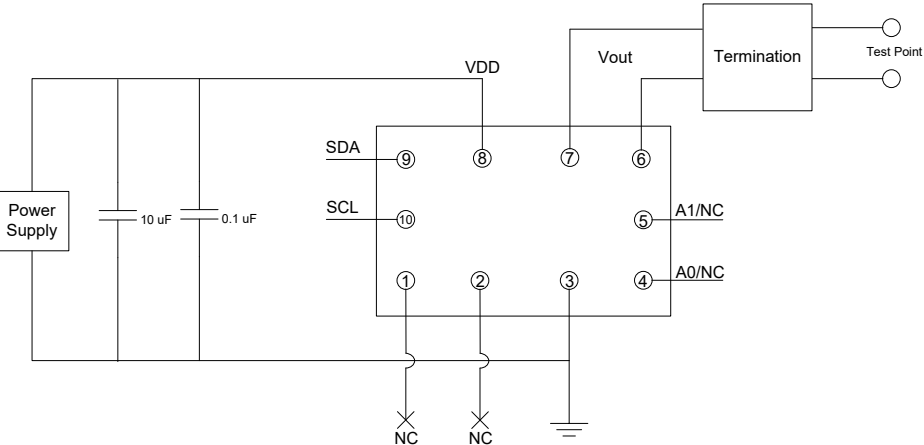 Vout
Termination
Test Point
VDD
SDA
9
8
7
6
Power
Supply
10 uF
0.1 uF
SCL
10
5
A1/NC
1
2
3
4
A0/NC
NC
NC